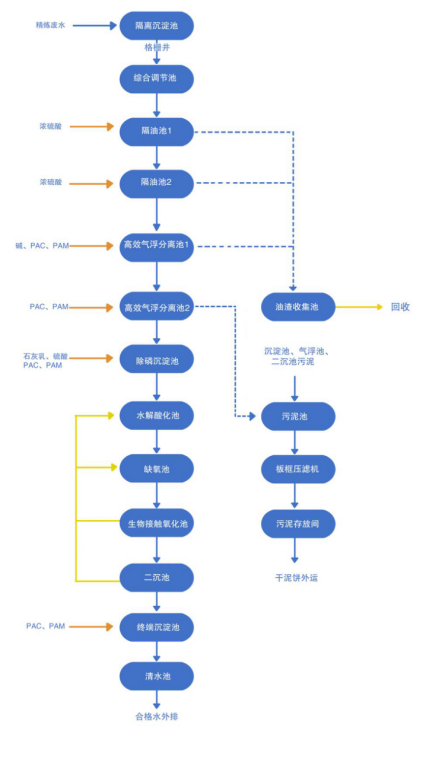 精炼废水
隔离沉淀池
格栅井
综合调节池
浓硫酸
隔油池1
浓硫酸
隔油池2
碱、PAC、PAM
高效气浮分离池1
PAC、PAM
高效气浮分离池2
油渣收集池
回收
石灰乳、硫酸
PAC、PAM
除磷沉淀池
沉淀池、气浮池、
二沉池污泥
水解酸化池
污泥池
缺氧池
板框压滤机
生物接触氧化池
污泥存放间
二沉池
干泥饼外运
PAC、PAM
终端沉淀池
清水池
合格水外排